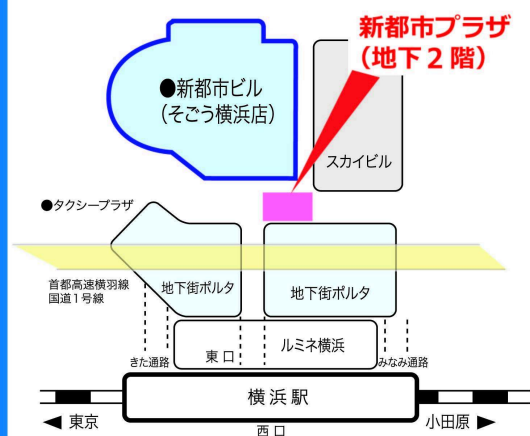 新都市プラザ
(地下2階)
●新都市ビル
(そごう横浜店)
スカイビル
●タクシープラザ
首都高速横羽線
国道1号線
地下街ポルタ
地下街ポルタ
きた通路
東口
ルミネ横浜
みなみ通路
横浜駅
◀ 東京
西口
小田原 ▶